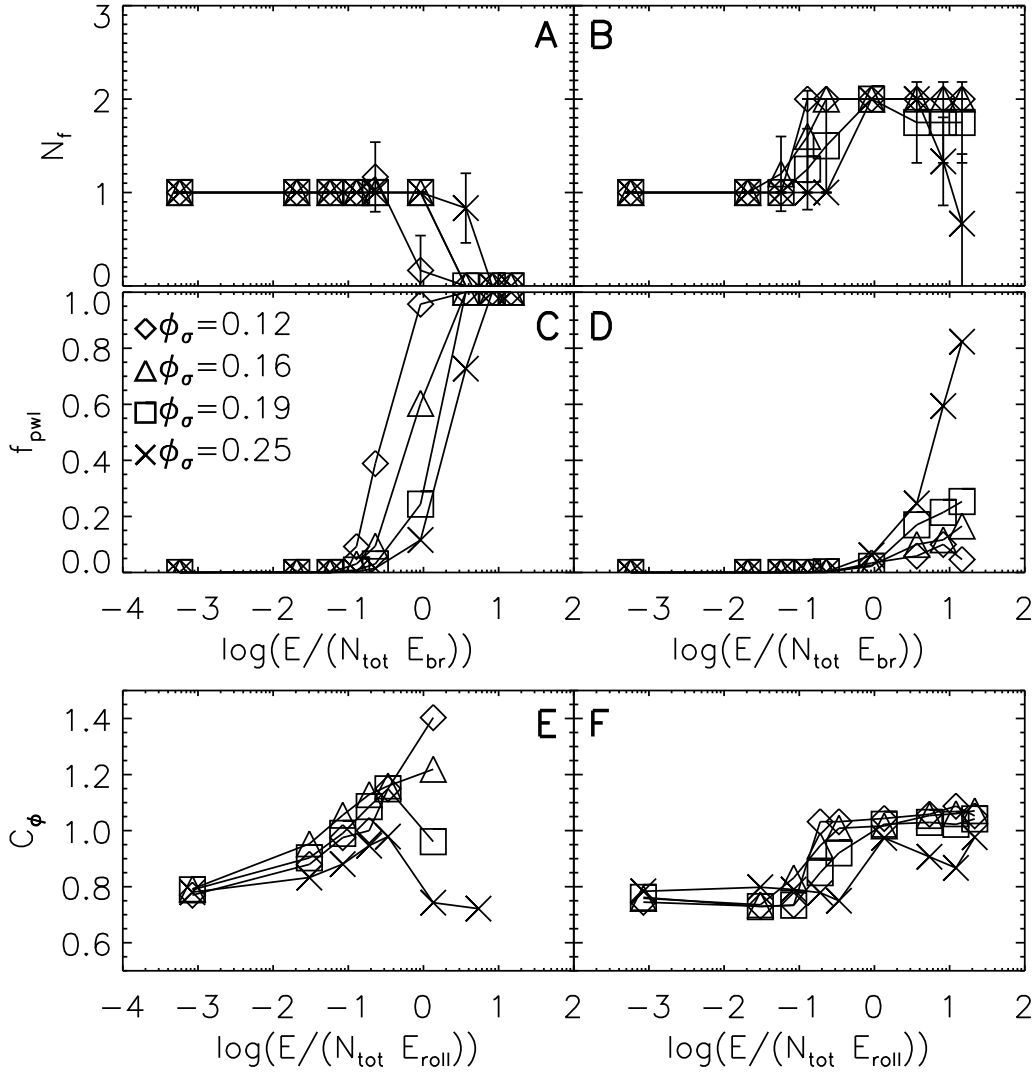 3
2
1
0
N_f
A
B
1.0
0.8
0.6
0.4
0.2
0.0
f_pwl
C
D
ϕ_σ=0.12
ϕ_σ=0.16
ϕ_σ=0.19
ϕ_σ=0.25
−4 −3 −2 −1 0 1 2
−3 −2 −1 0 1 2
log(E/(N_tot E_br))
log(E/(N_tot E_br))
1.4
1.2
1.0
0.8
0.6
C_ϕ
E
F
−4 −3 −2 −1 0 1 2
−3 −2 −1 0 1 2
log(E/(N_tot E_roll))
log(E/(N_tot E_roll))